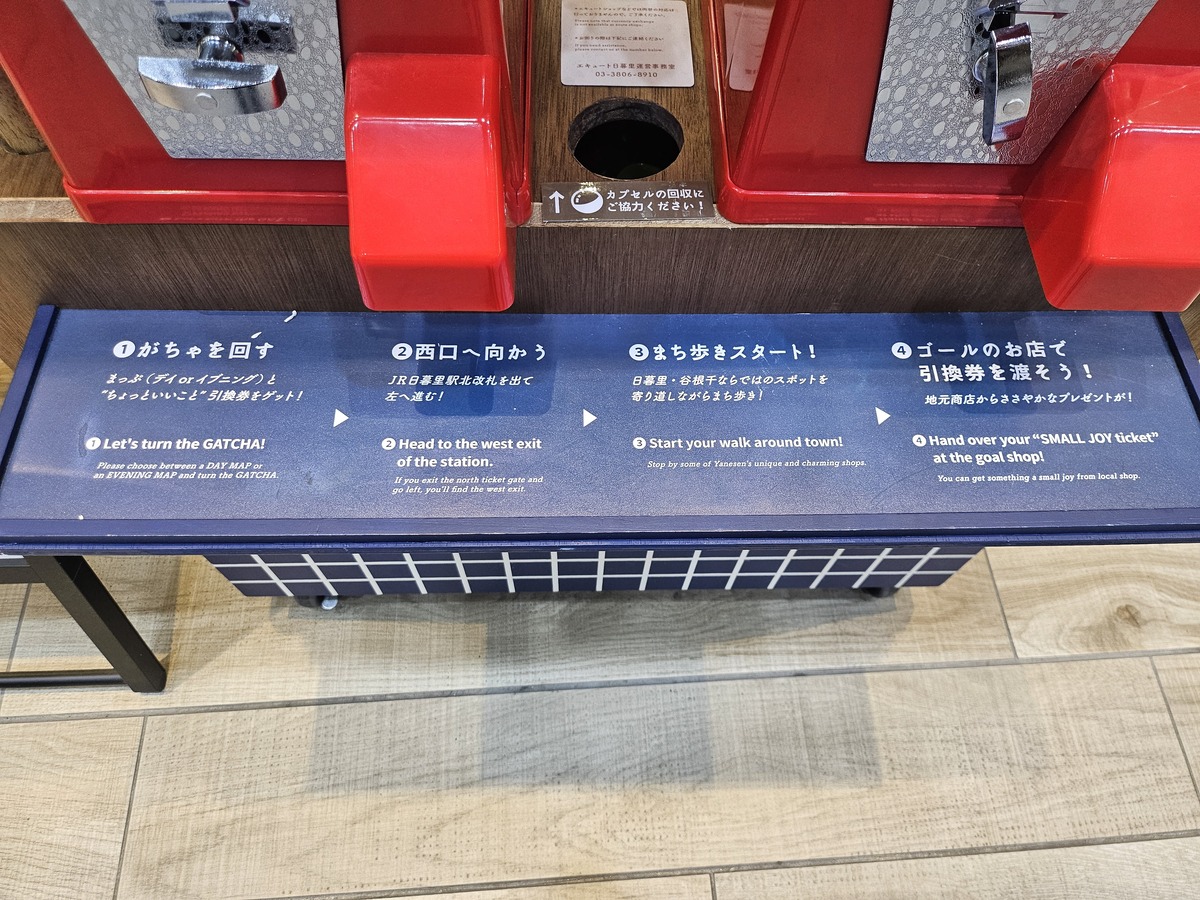 エキュート日暮里運営事務室
03-3806-8910
カプセルの回収に
ご協力ください！
❶がちゃを回す
まっぷ（デイ or イブニング）と
"ちょっといいこと"引換券をゲット！
❶Let's turn the GATCHA!
Please choose between a DAY MAP or
an EVENING MAP and turn the GATCHA.
❷西口へ向かう
JR日暮里駅北改札を出て
左へ進む！
❷Head to the west exit
of the station.
If you exit the north ticket gate and
go left, you'll find the west exit.
❸まち歩きスタート！
日暮里・谷根千ならではのスポットを
寄り道しながらまち歩き！
❸Start your walk around town!
Stop by some of Yanesen's unique and charming shops.
❹ゴールのお店で
引換券を渡そう！
地元商店からささやかなプレゼントが！
❹Hand over your "SMALL JOY ticket"
at the goal shop!
You can get something a small joy from local shop.